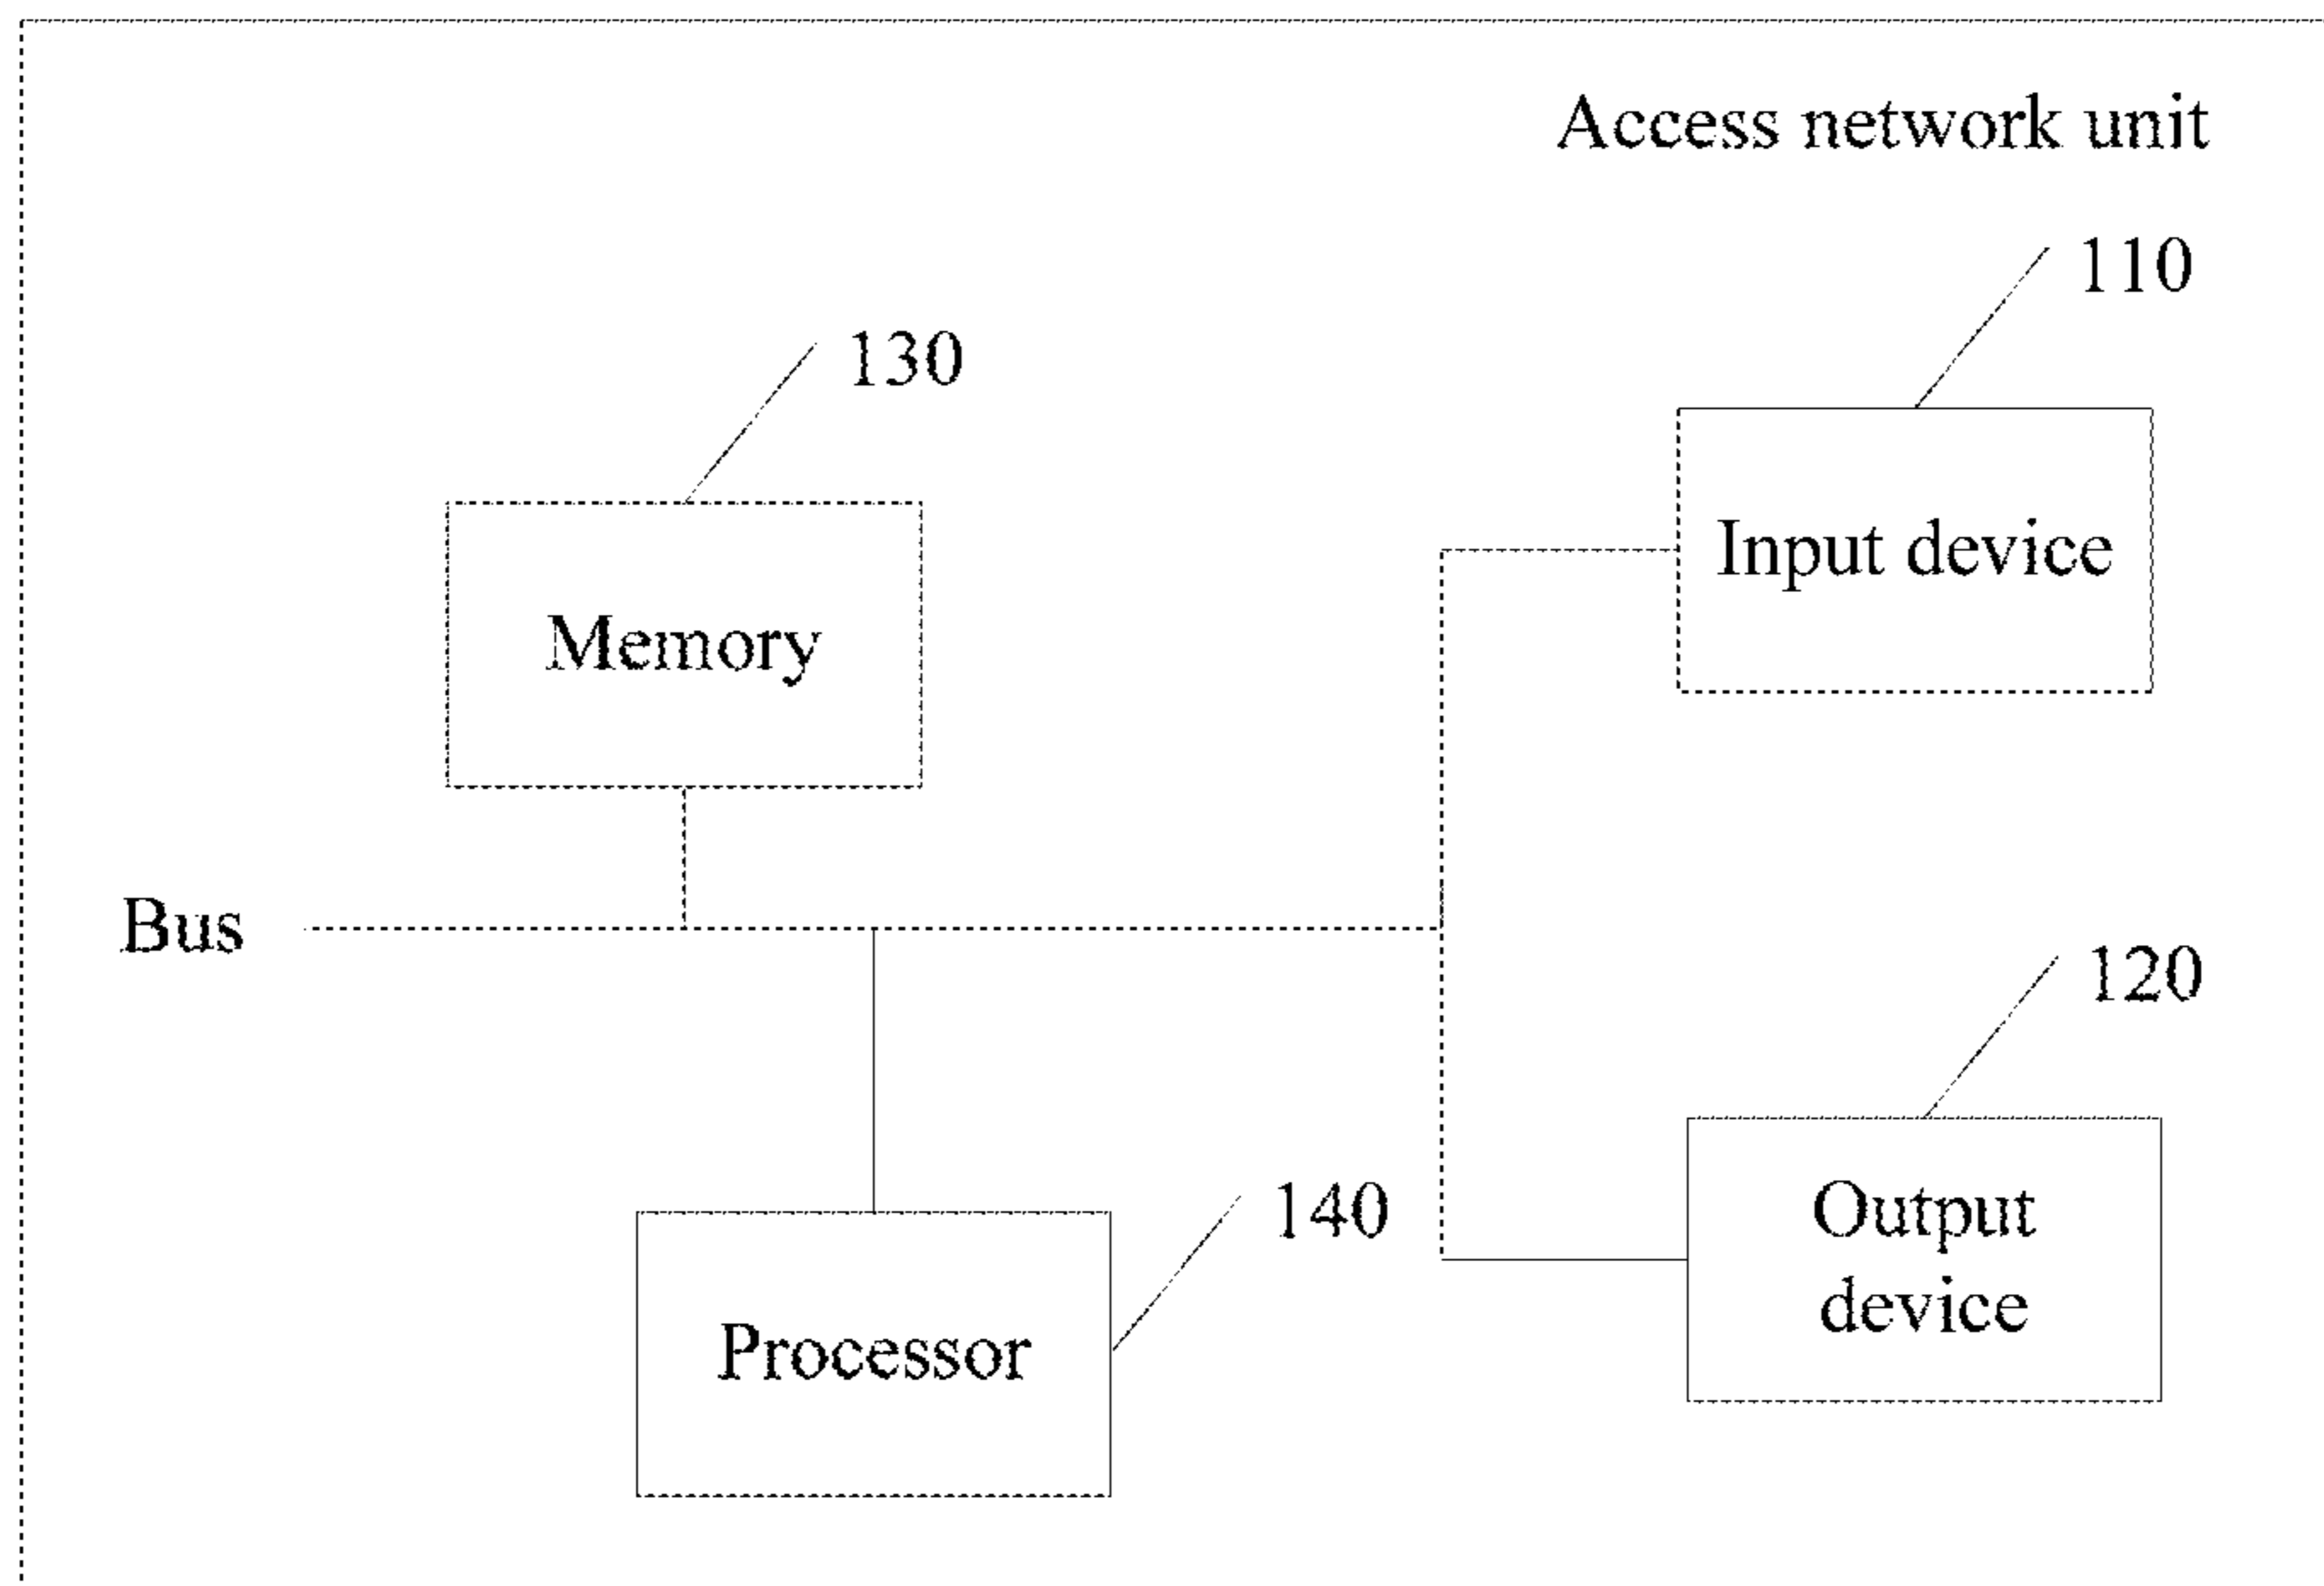 Access network unit
110
130
Input device
Memory
Bus
120
140
Output
device
Processor